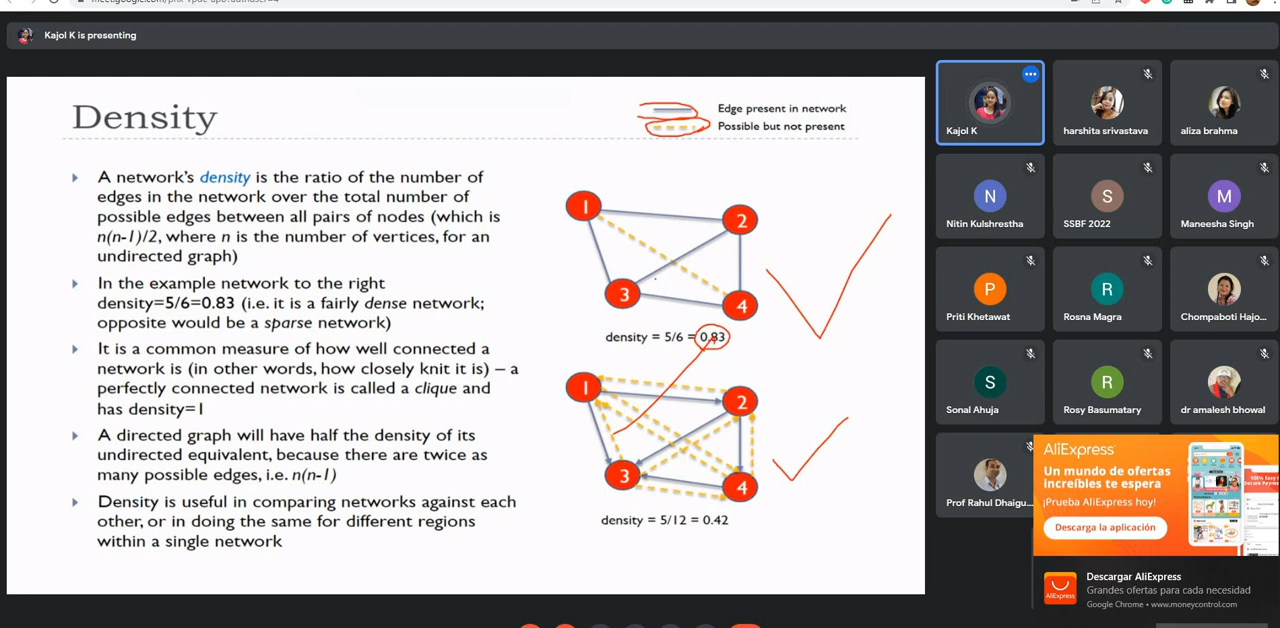 Kajol K is presenting
Density
Edge present in network
Possible but not present
A network's density is the ratio of the number of
edges in the network over the total number of
possible edges between all pairs of nodes (which is
n(n-1)/2, where n is the number of vertices, for an
undirected graph)
In the example network to the right
density=5/6=0.83 (i.e. it is a fairly dense network;
opposite would be a sparse network)
It is a common measure of how well connected a
network is (in other words, how closely knit it is) – a
perfectly connected network is called a clique and
has density=1
A directed graph will have half the density of its
undirected equivalent, because there are twice as
many possible edges, i.e. n(n-1)
Density is useful in comparing networks against each
other, or in doing the same for different regions
within a single network
1
2
3
4
density = 5/6 = 0.83
1
2
3
4
density = 5/12 = 0.42
Kajol K
harshita srivastava
aliza brahma
N
Nitin Kulshrestha
S
SSBF 2022
M
Maneesha Singh
P
Priti Khetawat
R
Rosna Magra
Chompaboti Hajo...
S
Sonal Ahuja
R
Rosy Basumatary
dr amalesh bhowal
Prof Rahul Dhaigu...
AliExpress
Un mundo de ofertas
increíbles te espera
¡Prueba AliExpress hoy!
Descarga la aplicación
AliExpress
Descargar AliExpress
Grandes ofertas para cada necesidad
Google Chrome • www.moneycontrol.com